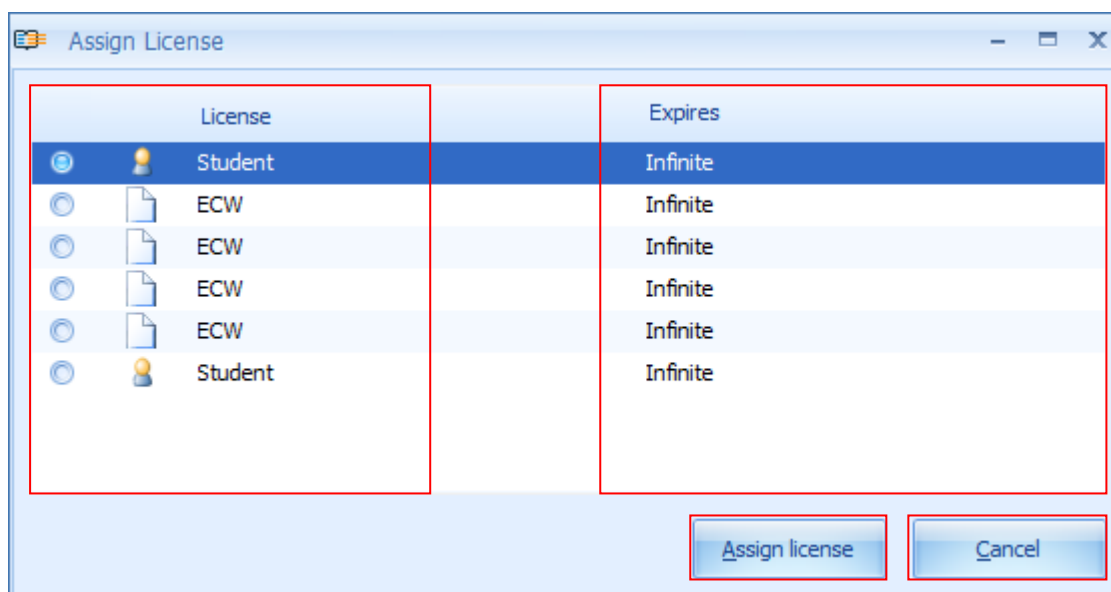 Assign License
License Expires
Student Infinite
ECW Infinite
ECW Infinite
ECW Infinite
ECW Infinite
Student Infinite
Assign license Cancel